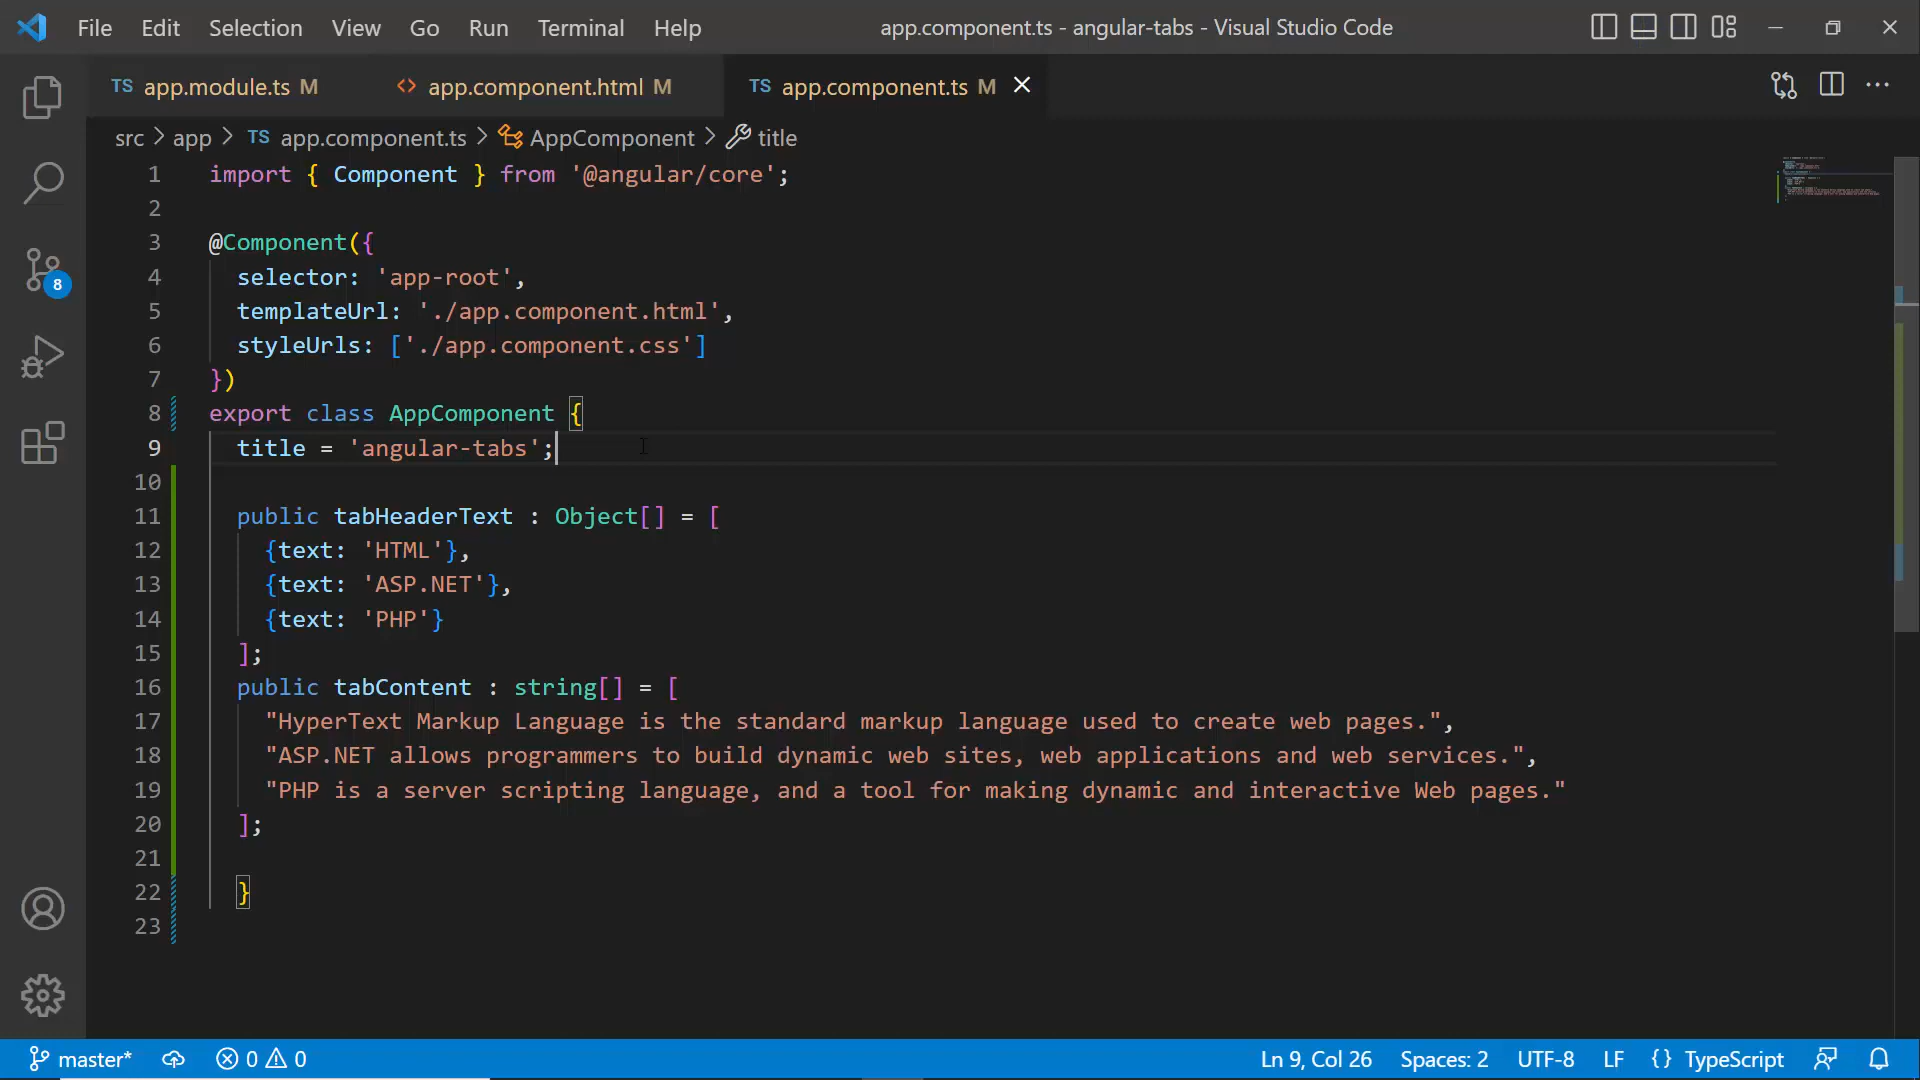 File Edit Selection View Go Run Terminal Help app.component.ts - angular-tabs - Visual Studio Code
TS app.module.ts M <> app.component.html M TS app.component.ts M
src > app > TS app.component.ts > AppComponent > title
1 import { Component } from '@angular/core';
2
3 @Component({
4 selector: 'app-root',
5 templateUrl: './app.component.html',
6 styleUrls: ['./app.component.css']
7 })
8 export class AppComponent {
9 title = 'angular-tabs';
10
11 public tabHeaderText : Object[] = [
12 {text: 'HTML'},
13 {text: 'ASP.NET'},
14 {text: 'PHP'}
15 ];
16 public tabContent : string[] = [
17 "HyperText Markup Language is the standard markup language used to create web pages.",
18 "ASP.NET allows programmers to build dynamic web sites, web applications and web services.",
19 "PHP is a server scripting language, and a tool for making dynamic and interactive Web pages."
20 ];
21
22 }
23
8
master* 0 0 Ln 9, Col 26 Spaces: 2 UTF-8 LF {} TypeScript